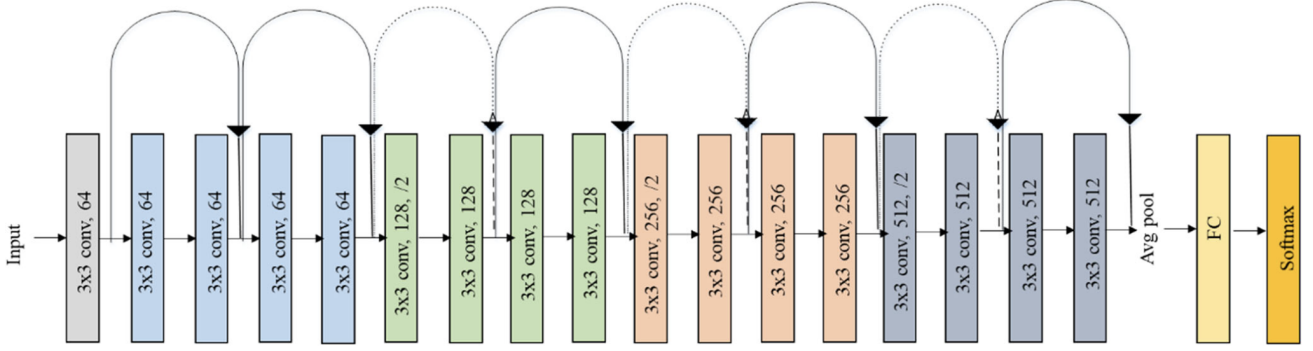 Input
3x3 conv, 64
3x3 conv, 64
3x3 conv, 64
3x3 conv, 64
3x3 conv, 64
3x3 conv, 128, /2
3x3 conv, 128
3x3 conv, 128
3x3 conv, 128
3x3 conv, 256, /2
3x3 conv, 256
3x3 conv, 256
3x3 conv, 256
3x3 conv, 512, /2
3x3 conv, 512
3x3 conv, 512
3x3 conv, 512
Avg pool
FC
Softmax